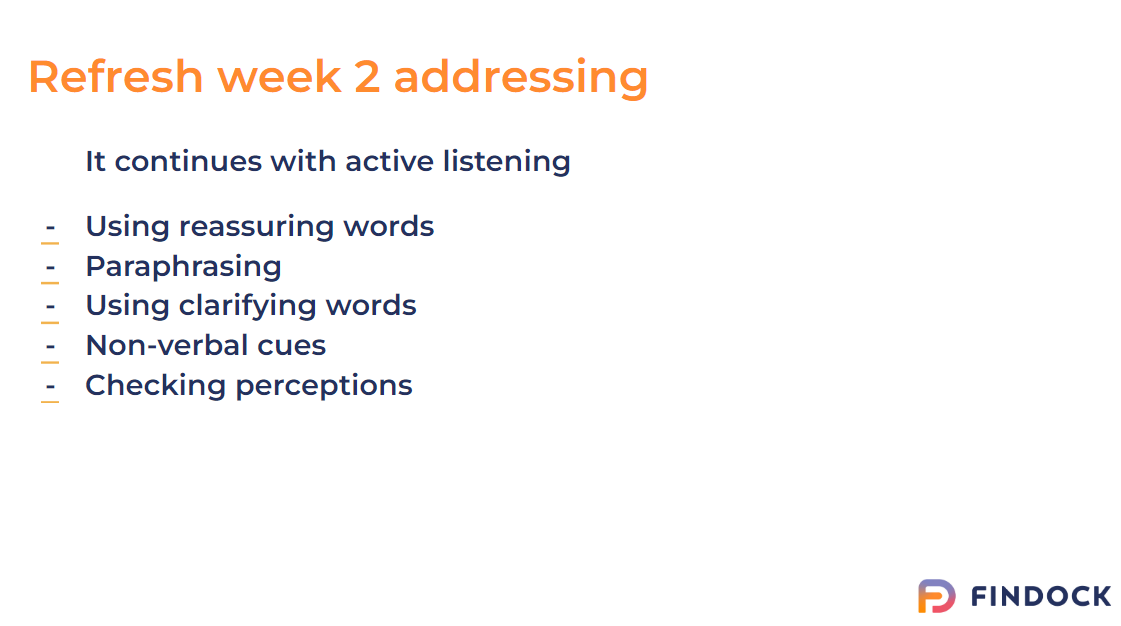 Refresh week 2 addressing
It continues with active listening
- Using reassuring words
- Paraphrasing
- Using clarifying words
- Non-verbal cues
- Checking perceptions
FINDOCK